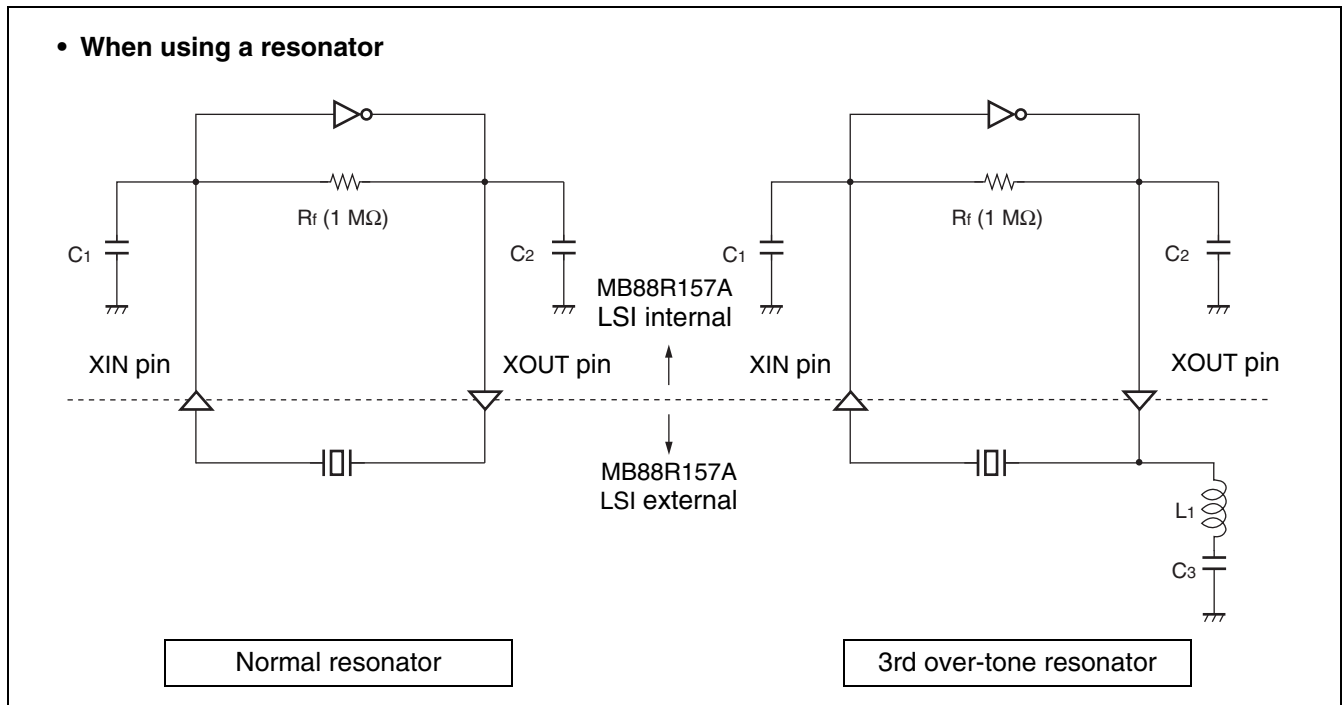 • When using a resonator
Rf (1 MΩ)
C1
C2
XIN pin
XOUT pin
MB88R157A
LSI internal
MB88R157A
LSI external
Normal resonator
Rf (1 MΩ)
C1
C2
XIN pin
XOUT pin
L1
C3
3rd over-tone resonator